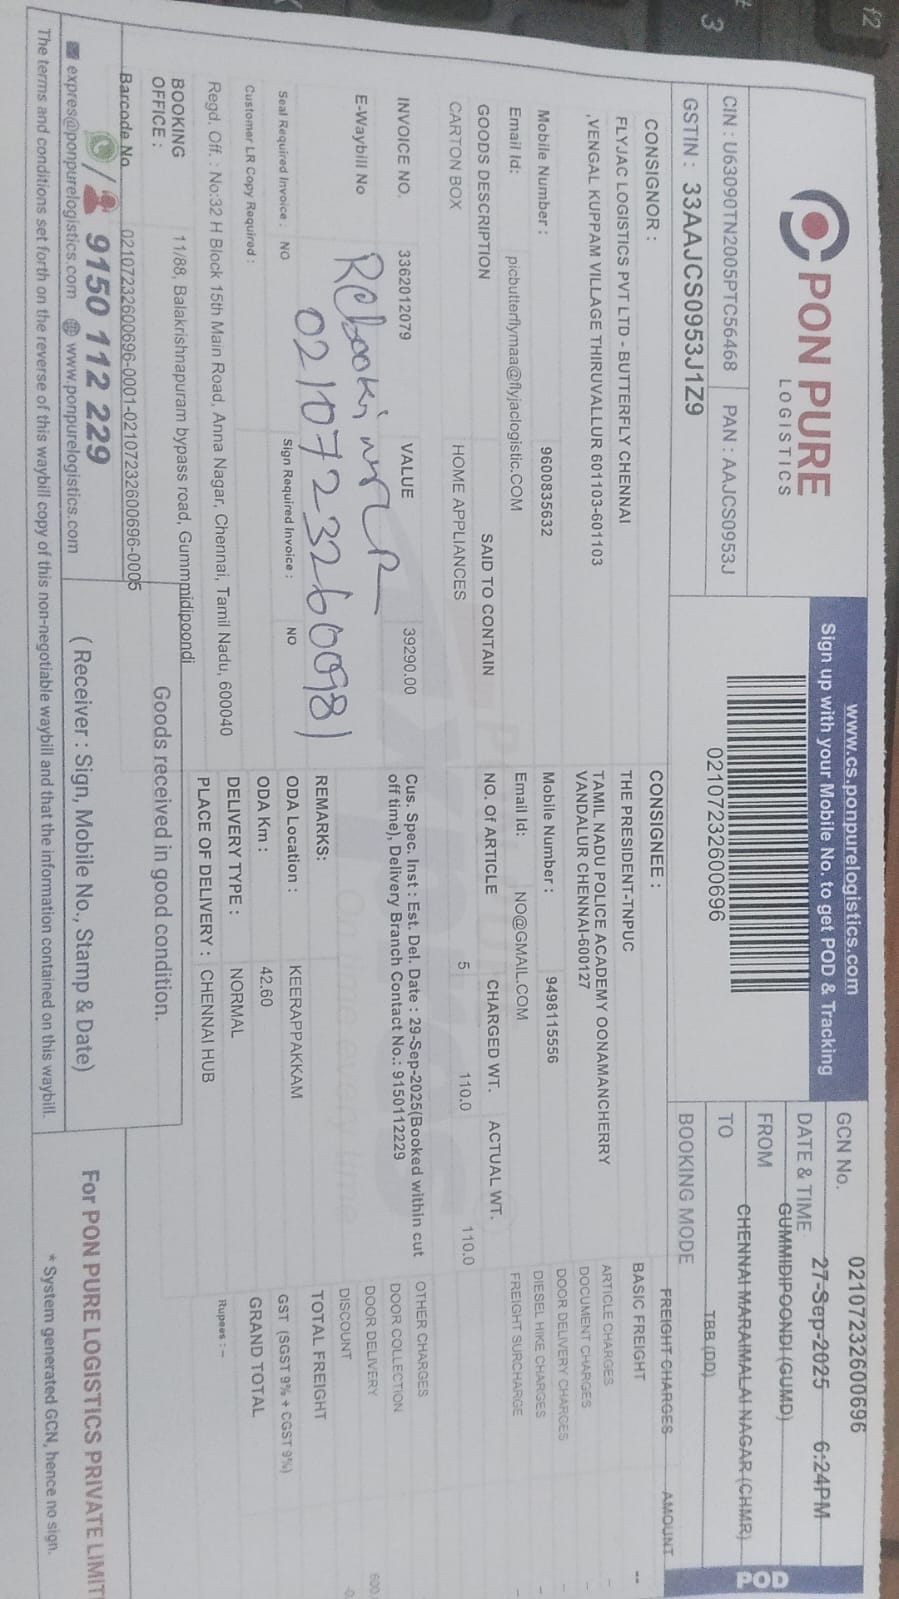 PON PURE
LOGISTICS
www.cs.ponpurelogistics.com
Sign up with your Mobile No. to get POD & Tracking
02107232600696
GCN No. 02107232600696
DATE & TIME 27-Sep-2025 6:24PM
FROM GUMMIDIPOONDI (GUMD)
TO CHENNAI MARAIMALAI NAGAR (CHMR)
BOOKING MODE TBB (DD)
POD
CIN : U63090TN2005PTC56468 PAN : AAJCS0953J
GSTIN : 33AAJCS0953J1Z9
CONSIGNOR :
FLYJAC LOGISTICS PVT LTD - BUTTERFLY CHENNAI
,VENGAL KUPPAM VILLAGE THIRUVALLUR 601103-601103
Mobile Number : 9600835632
Email Id: picbutterflymaa@flyjaclogistic.COM
CONSIGNEE :
THE PRESIDENT-TNPUC
TAMIL NADU POLICE ACADEMY OONAMANCHERRY
VANDALUR CHENNAI-600127
Mobile Number : 9498115556
Email Id: NO@GMAIL.COM
GOODS DESCRIPTION SAID TO CONTAIN NO. Of ARTICLE CHARGED WT. ACTUAL WT.
CARTON BOX HOME APPLIANCES 5 110.0 110.0
INVOICE NO. 3362012079 VALUE 39290.00
E-Waybill No
02107232600981
Seal Required Invoice : NO Sign Required Invoice : NO
Customer LR Copy Required :
Cus. Spec. Inst : Est. Del. Date : 29-Sep-2025(Booked within cut
off time), Delivery Branch Contact No.: 9150112229
REMARKS:
ODA Location : KEERAPPAKKAM
ODA Km : 42.60
DELIVERY TYPE : NORMAL
PLACE OF DELIVERY : CHENNAI HUB
FREIGHT CHARGES AMOUNT
BASIC FREIGHT --
ARTICLE CHARGES
DOCUMENT CHARGES
DOOR DELIVERY CHARGES
DIESEL HIKE CHARGES
FREIGHT SURCHARGE
OTHER CHARGES
DOOR COLLECTION
DOOR DELIVERY
DISCOUNT
TOTAL FREIGHT
GST (SGST 9% + CGST 9%)
GRAND TOTAL
Rupees : –
Regd. Off. : No:32 H Block 15th Main Road, Anna Nagar, Chennai, Tamil Nadu, 600040
BOOKING OFFICE : 11/88, Balakrishnapuram bypass road, Gummmidipoondi
Barcode No. 02107232600696-0001-02107232600696-0005
9150 112 229
expres@ponpurelogistics.com www.ponpurelogistics.com
Goods received in good condition.
( Receiver : Sign, Mobile No., Stamp & Date)
For PON PURE LOGISTICS PRIVATE LIMIT
The terms and conditions set forth on the reverse of this waybill copy of this non-negotiable waybill and that the information contained on this waybill.
* System generated GCN, hence no sign.